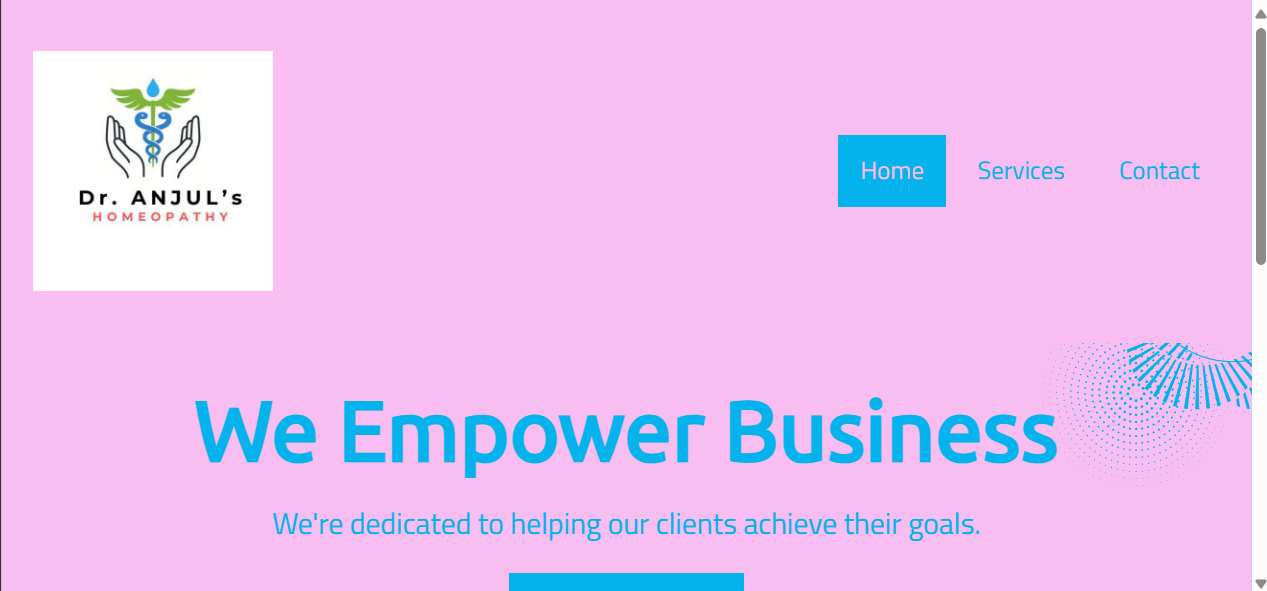 Dr. ANJUL's
HOMEOPATHY
Home
Services
Contact
We Empower Business
We're dedicated to helping our clients achieve their goals.